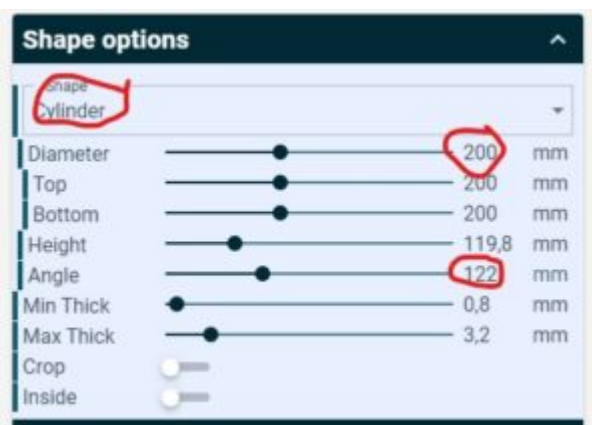 Shape options
Shape
Cylinder
Diameter 200 mm
Top 200 mm
Bottom 200 mm
Height 119,8 mm
Angle 122 mm
Min Thick 0,8 mm
Max Thick 3,2 mm
Crop
Inside